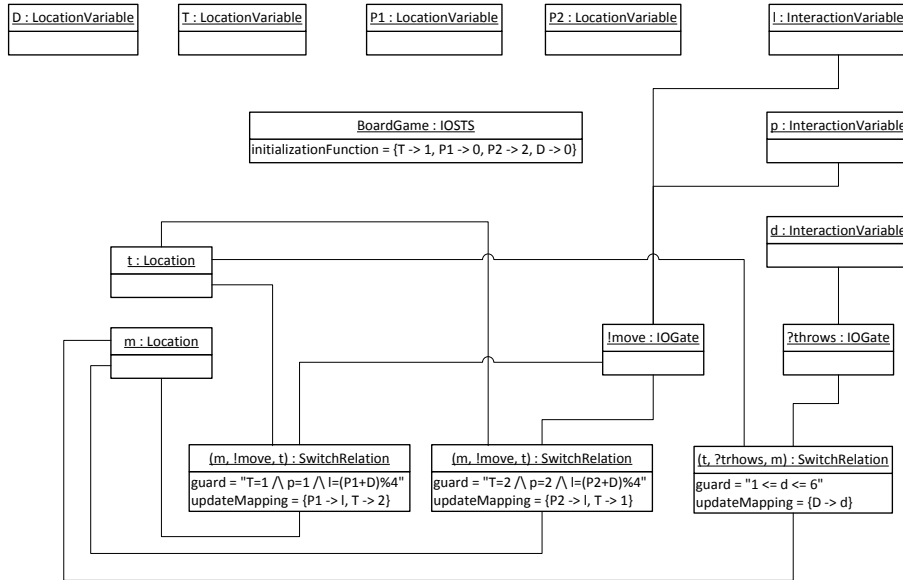 D : LocationVariable
T : LocationVariable
P1 : LocationVariable
P2 : LocationVariable
l : InteractionVariable
BoardGame : IOSTS
initializationFunction = {T -> 1, P1 -> 0, P2 -> 2, D -> 0}
p : InteractionVariable
d : InteractionVariable
t : Location
m : Location
!move : IOGate
?throws : IOGate
(m, !move, t) : SwitchRelation
guard = "T=1 /\ p=1 /\ l=(P1+D)%4"
updateMapping = {P1 -> l, T -> 2}
(m, !move, t) : SwitchRelation
guard = "T=2 /\ p=2 /\ l=(P2+D)%4"
updateMapping = {P2 -> l, T -> 1}
(t, ?trhows, m) : SwitchRelation
guard = "1 <= d <= 6"
updateMapping = {D -> d}